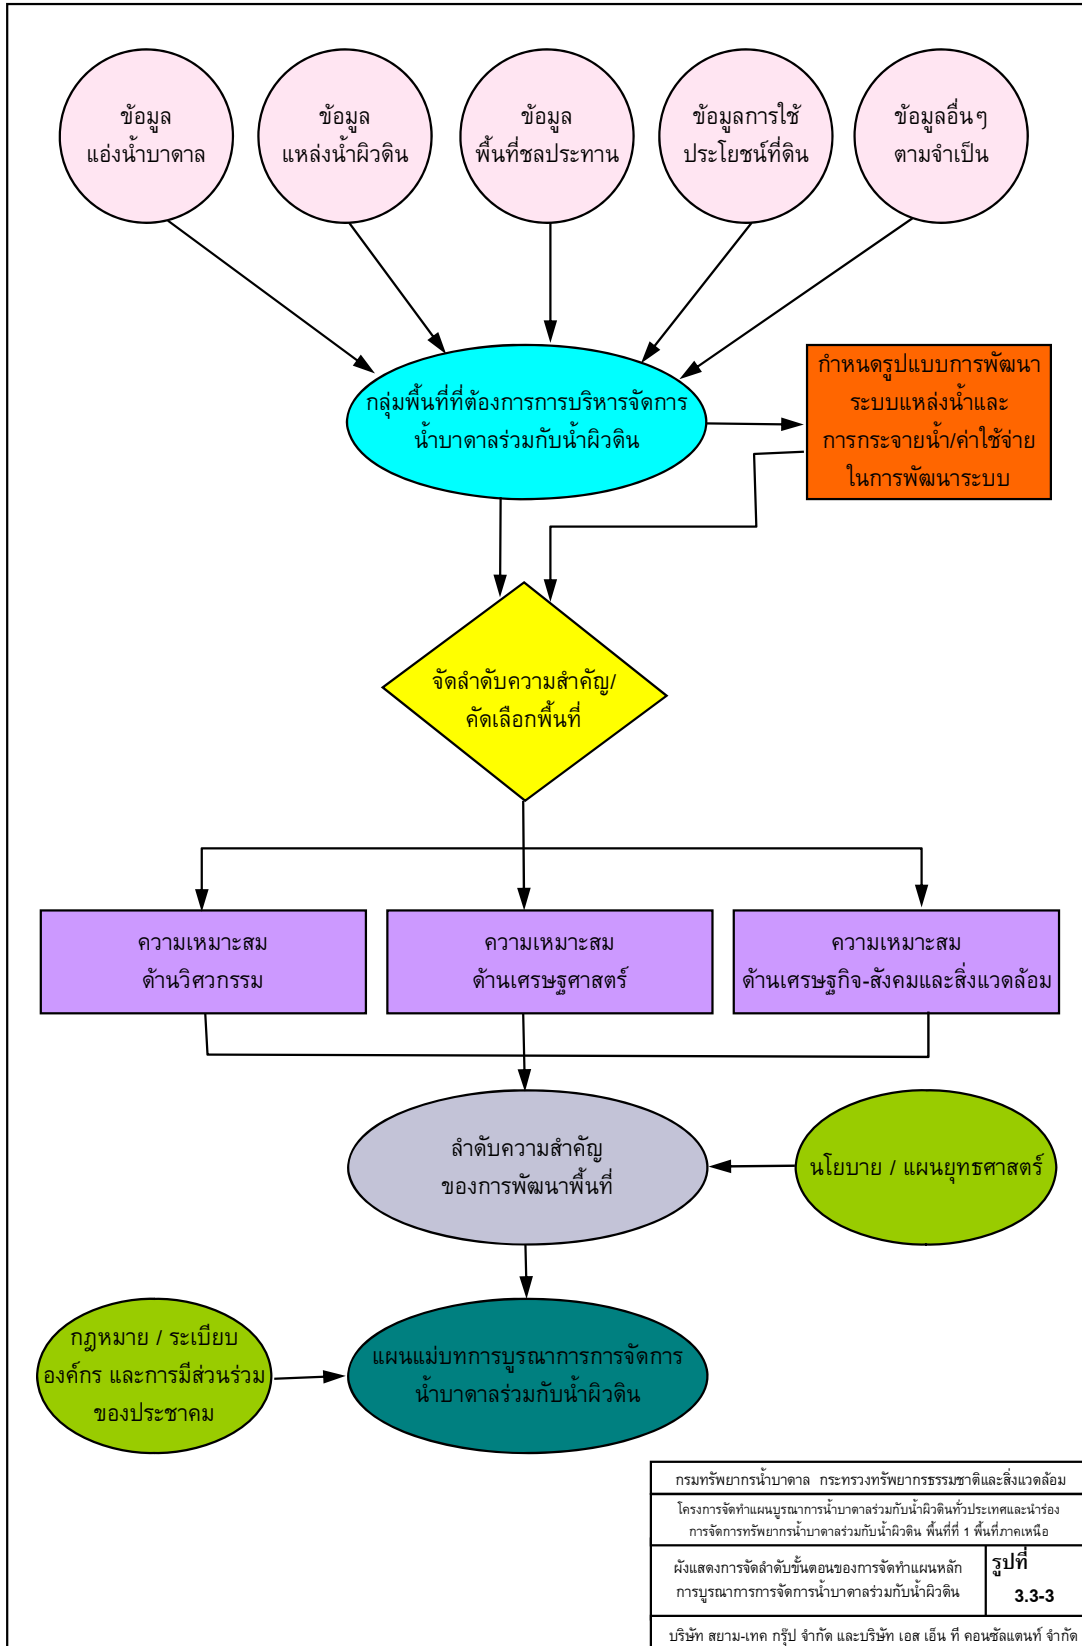 ข้อมูล
แอ่งน้ำบาดาล
ข้อมูล
แหล่งน้ำผิวดิน
ข้อมูล
พื้นที่ชลประทาน
ข้อมูลการใช้
ประโยชน์ที่ดิน
ข้อมูลอื่นๆ
ตามจำเป็น
กลุ่มพื้นที่ที่ต้องการการบริหารจัดการ
น้ำบาดาลร่วมกับน้ำผิวดิน
กำหนดรูปแบบการพัฒนา
ระบบแหล่งน้ำและ
การกระจายน้ำ/ค่าใช้จ่าย
ในการพัฒนาระบบ
จัดลำดับความสำคัญ/
คัดเลือกพื้นที่
ความเหมาะสม
ด้านวิศวกรรม
ความเหมาะสม
ด้านเศรษฐศาสตร์
ความเหมาะสม
ด้านเศรษฐกิจ-สังคมและสิ่งแวดล้อม
ลำดับความสำคัญ
ของการพัฒนาพื้นที่
นโยบาย / แผนยุทธศาสตร์
กฎหมาย / ระเบียบ
องค์กร และการมีส่วนร่วม
ของประชาคม
แผนแม่บทการบูรณาการการจัดการ
น้ำบาดาลร่วมกับน้ำผิวดิน
กรมทรัพยากรน้ำบาดาล กระทรวงทรัพยากรธรรมชาติและสิ่งแวดล้อม
โครงการจัดทำแผนบูรณาการน้ำบาดาลร่วมกับน้ำผิวดินทั่วประเทศและนำร่อง
การจัดการทรัพยากรน้ำบาดาลร่วมกับน้ำผิวดิน พื้นที่ที่ 1 พื้นที่ภาคเหนือ
ผังแสดงการจัดลำดับขั้นตอนของการจัดทำแผนหลัก
การบูรณาการการจัดการน้ำบาดาลร่วมกับน้ำผิวดิน
รูปที่
3.3-3
บริษัท สยาม-เทค กรุ๊ป จำกัด และบริษัท เอส เอ็น ที คอนซัลแตนท์ จำกัด